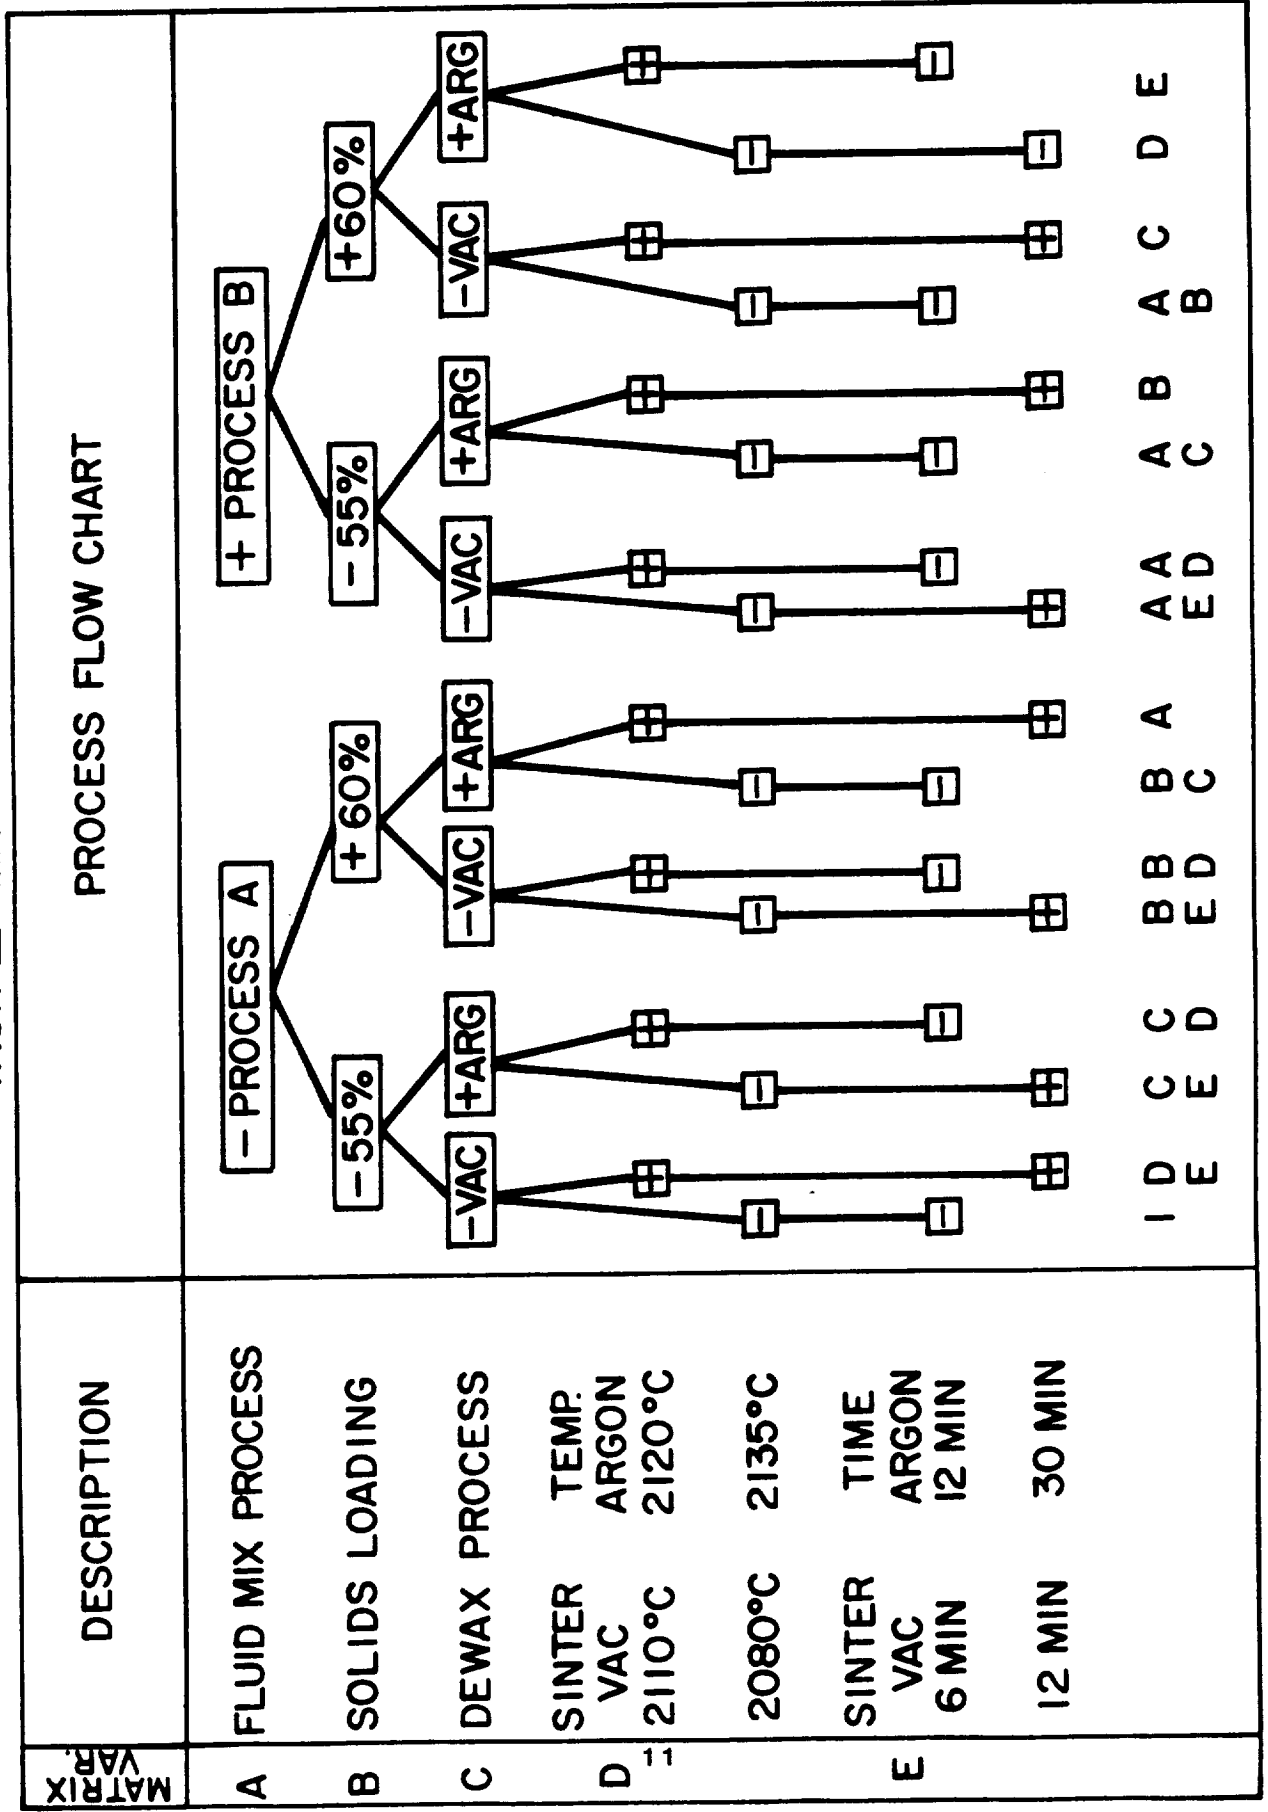 MATRIX VAR.
DESCRIPTION
PROCESS FLOW CHART
A FLUID MIX PROCESS − PROCESS A + PROCESS B
B SOLIDS LOADING −55% + 60% − 55% +60%
C DEWAX PROCESS −VAC +ARG −VAC +ARG −VAC +ARG −VAC +ARG
D SINTER TEMP.
VAC ARGON
2110°C 2120°C + + + + + + + +
11
2080°C 2135°C − − − − − − − −
E SINTER TIME
VAC ARGON
6 MIN 12 MIN − − − − − − − −
12 MIN 30 MIN + + + + + + + −
I D C C B B B A A A A B A C D E
E E D E D C E D C B